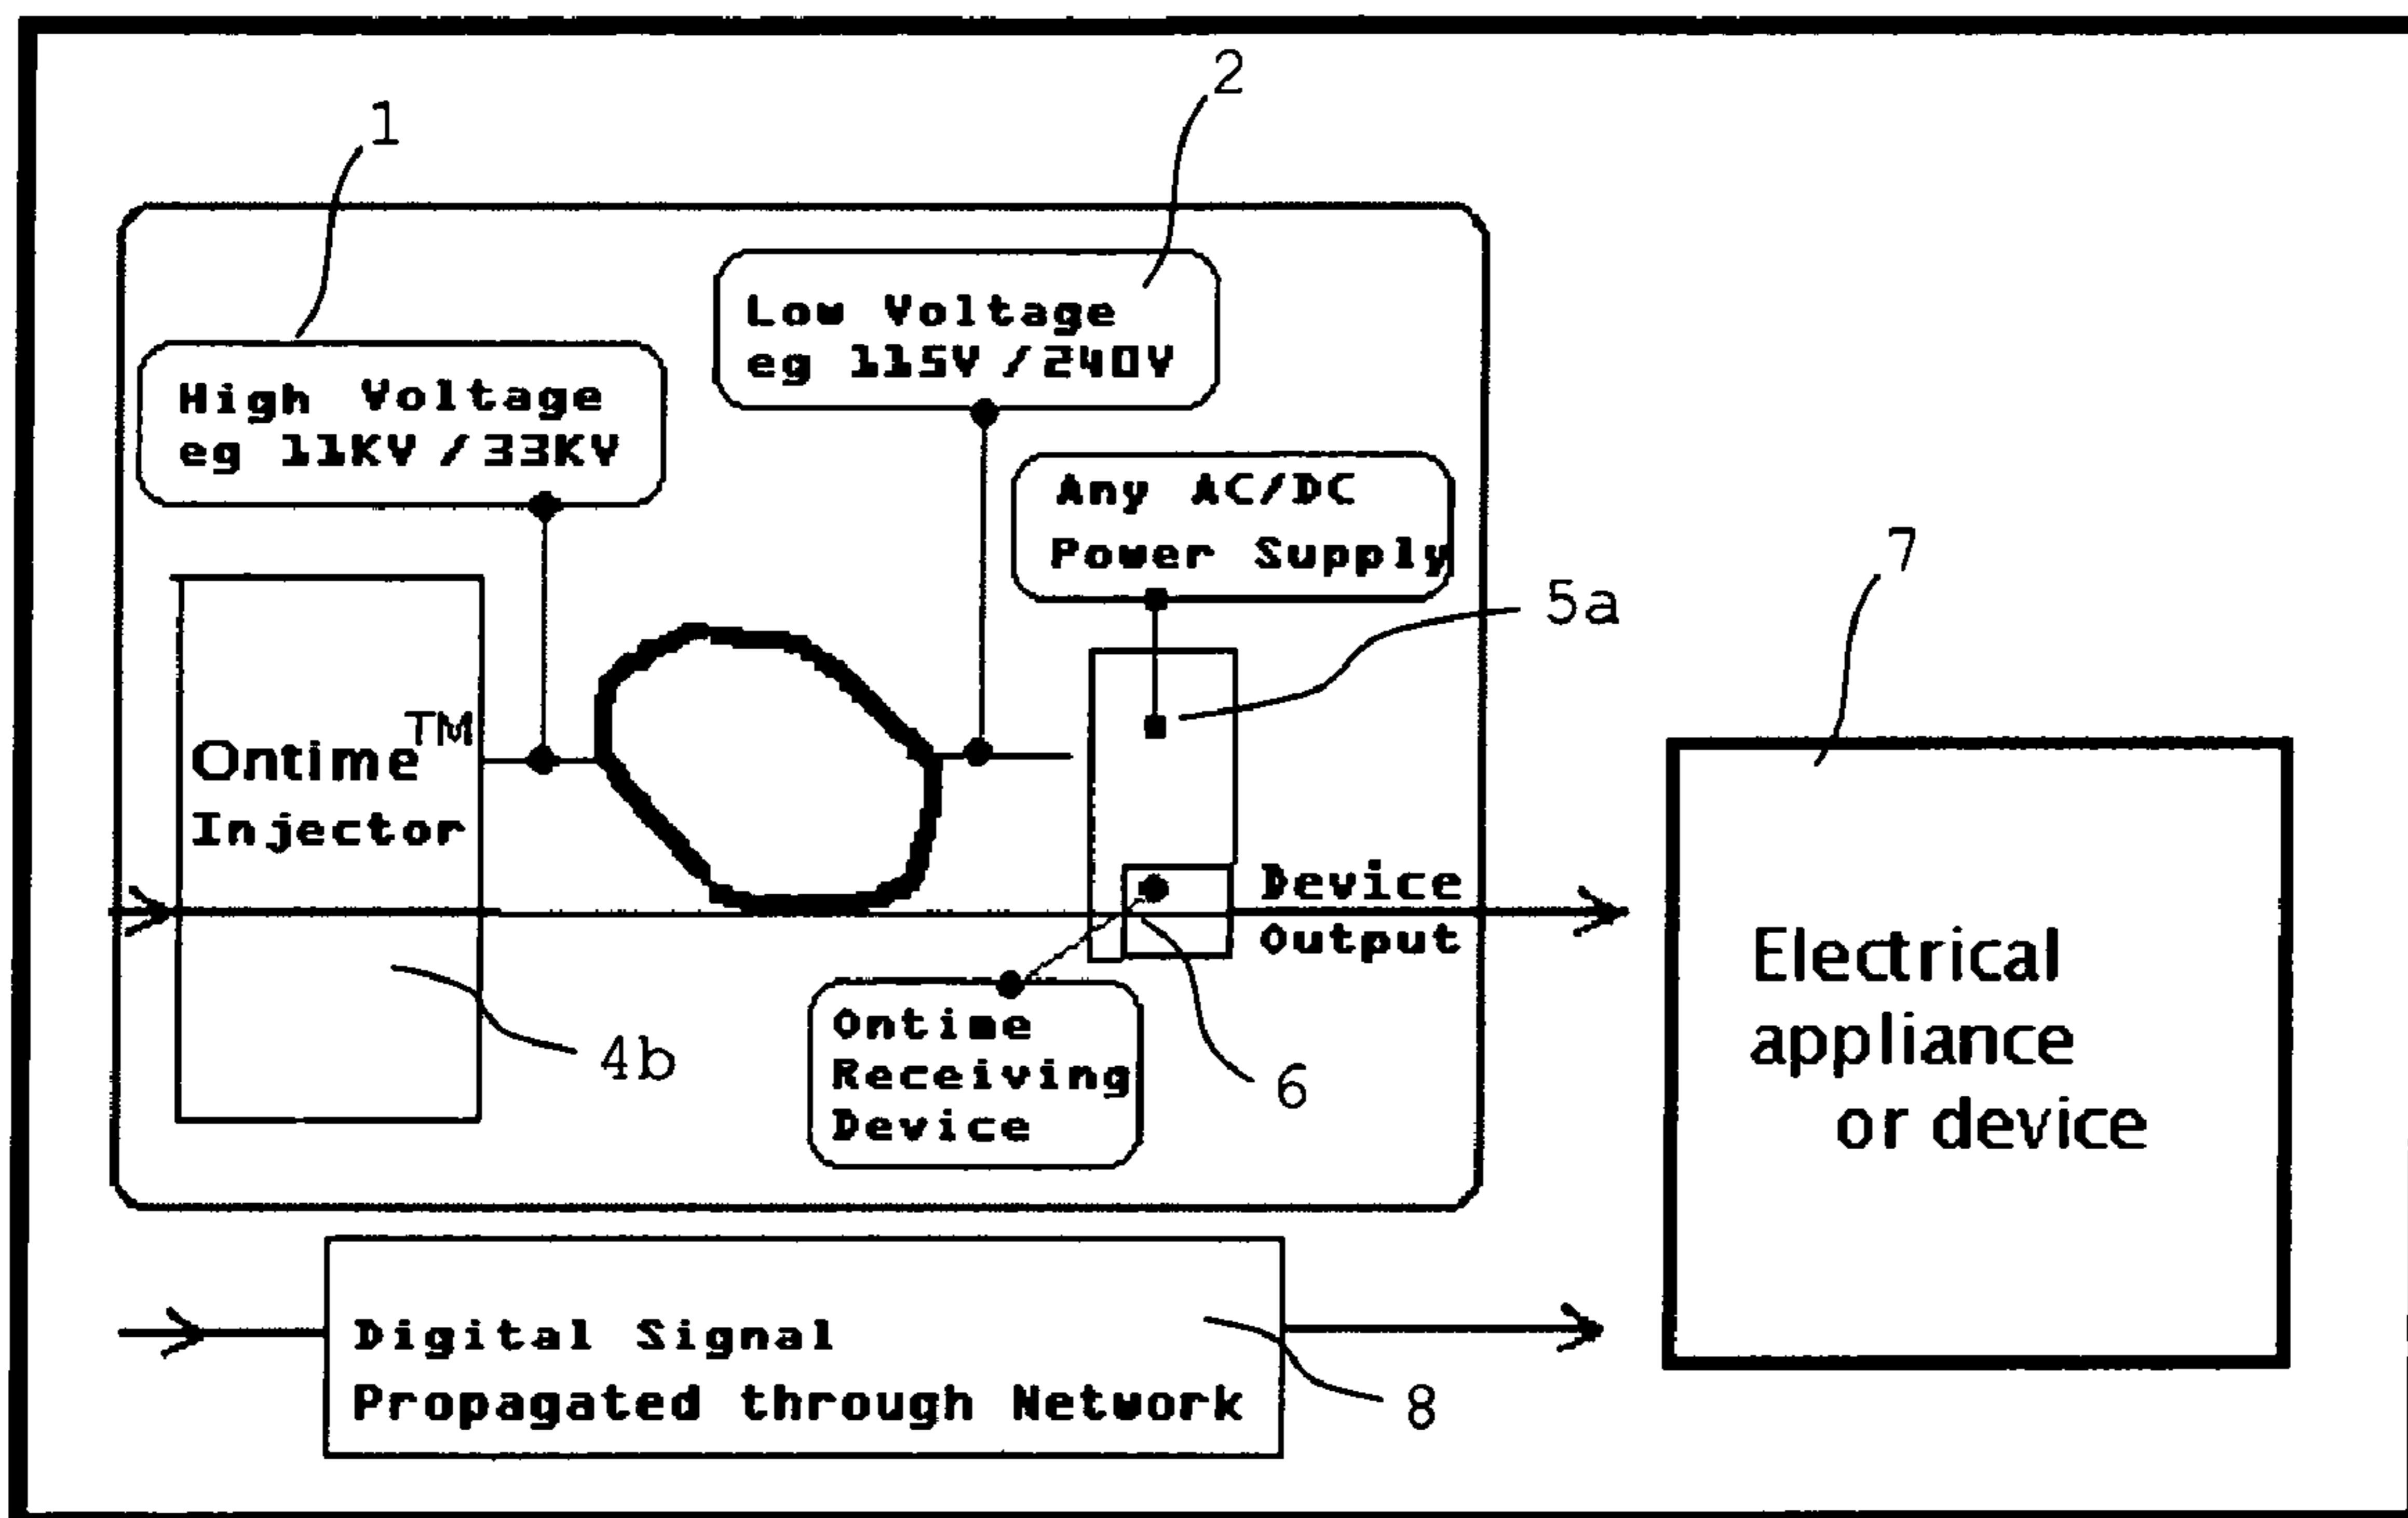 1
2
High Voltage
eg 11KV / 33KV
Low Voltage
eg 115V / 240V
Any AC/DC
Power Supply
5a
7
Ontime™
Injector
Device
Output
4b
Ontime
Receiving
Device
6
Electrical
appliance
or device
Digital Signal
Propagated through Network
8